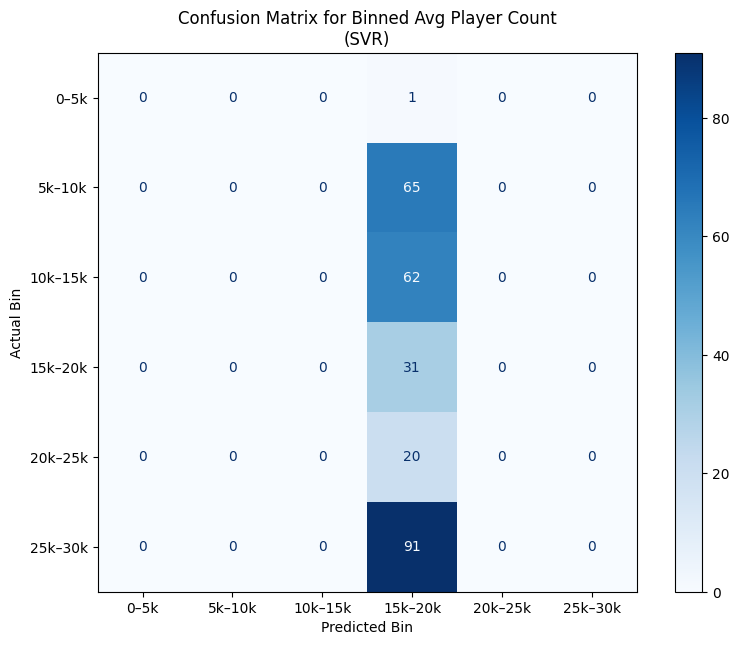 Confusion Matrix for Binned Avg Player Count
(SVR)
0–5k 0 0 0 1 0 0
5k–10k 0 0 0 65 0 0
10k–15k 0 0 0 62 0 0
15k–20k 0 0 0 31 0 0
20k–25k 0 0 0 20 0 0
25k–30k 0 0 0 91 0 0
0–5k 5k–10k 10k–15k 15k–20k 20k–25k 25k–30k
Predicted Bin
Actual Bin
80
60
40
20
0